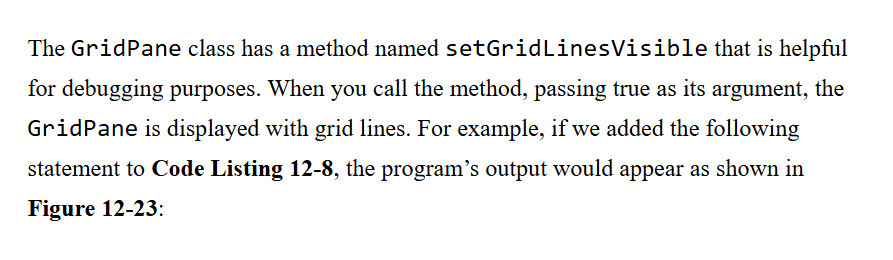 The GridPane class has a method named setGridLinesVisible that is helpful
for debugging purposes. When you call the method, passing true as its argument, the
GridPane is displayed with grid lines. For example, if we added the following
statement to Code Listing 12-8, the program’s output would appear as shown in
Figure 12-23: